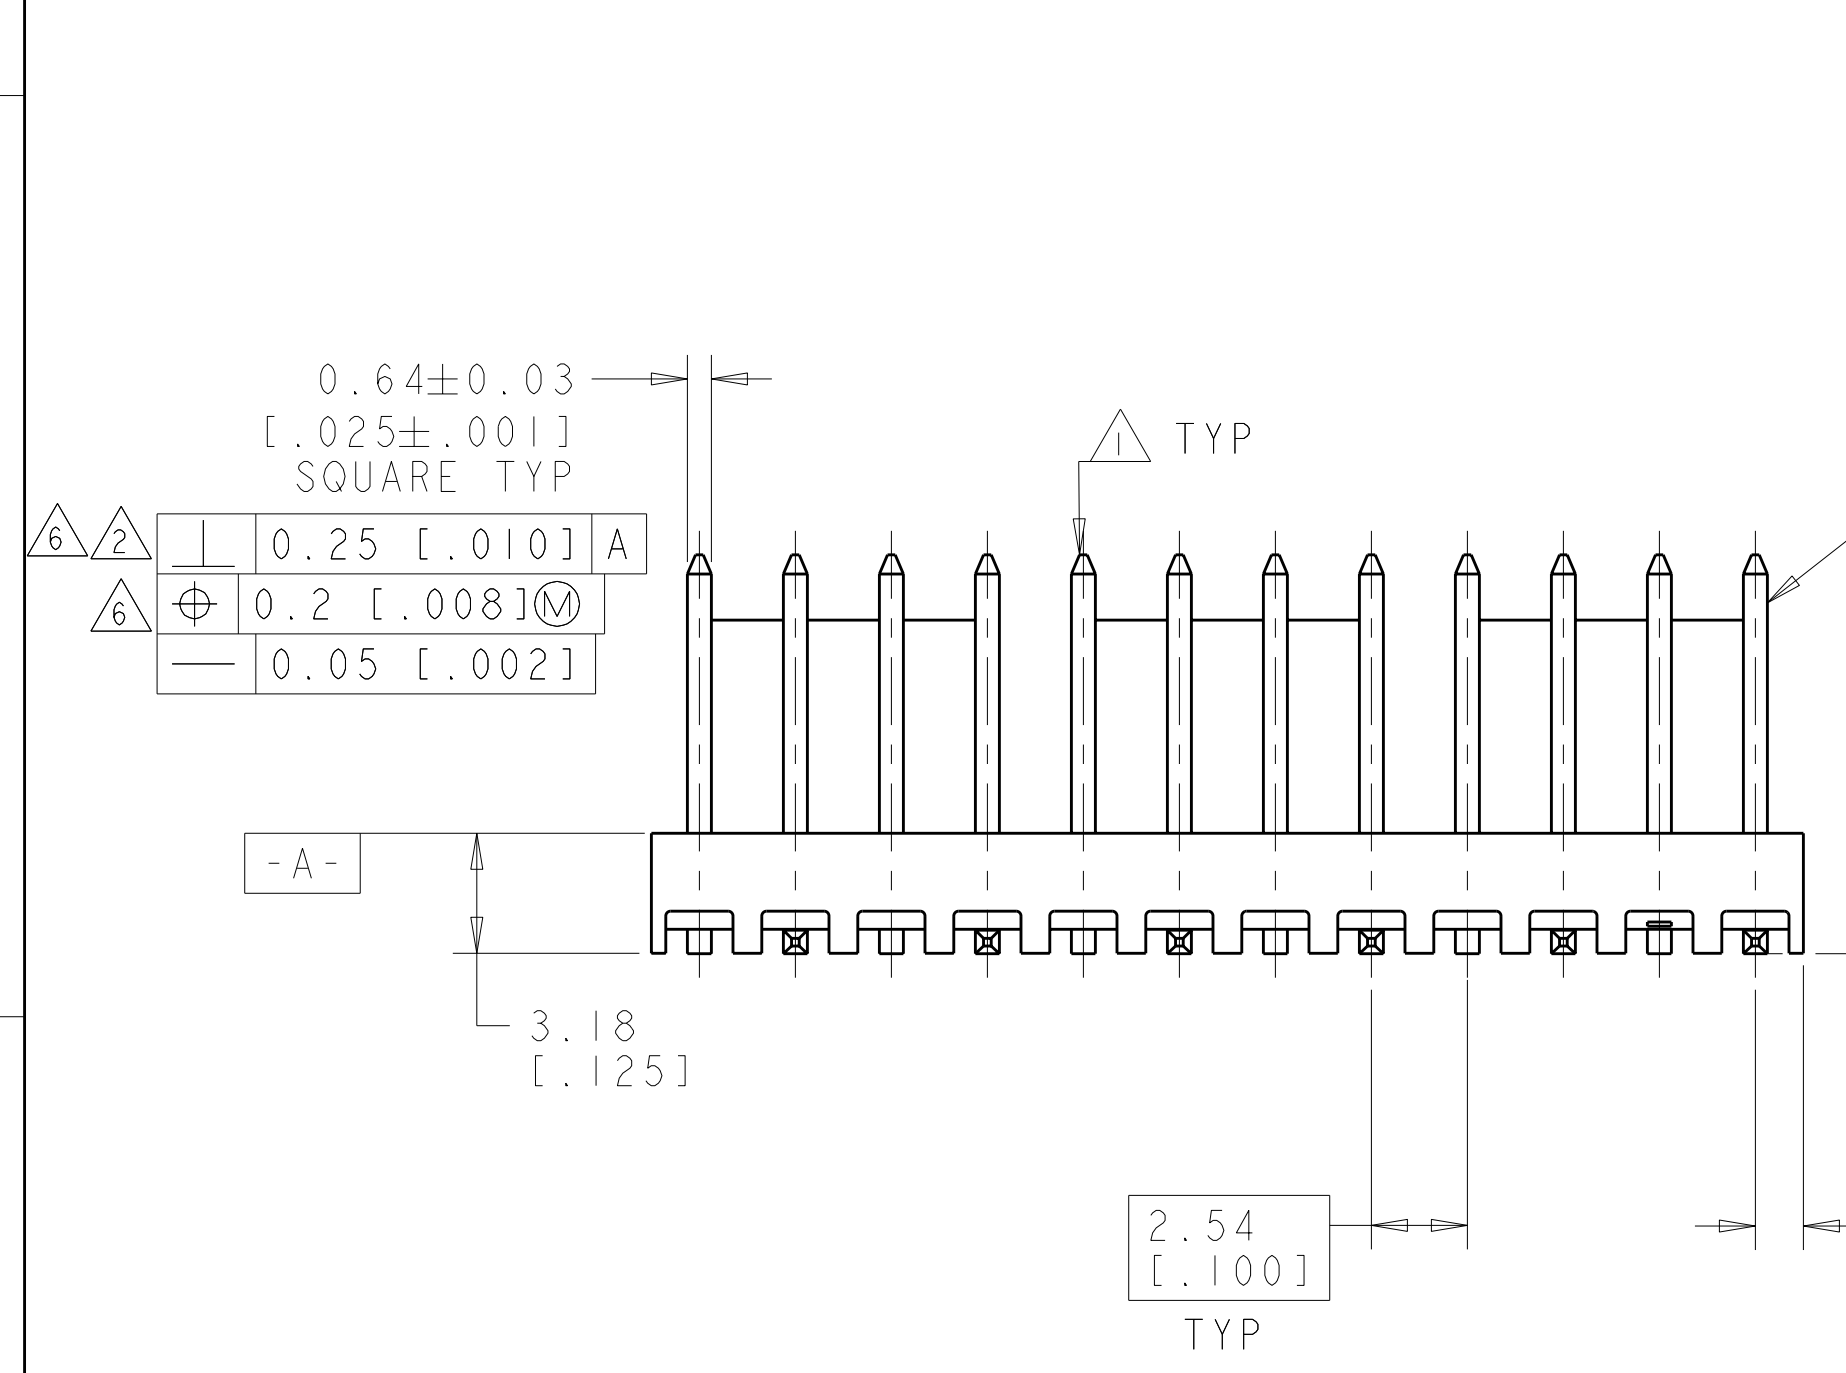 0.64±0.03
[.025±.001]
SQUARE TYP
6 2 ⊥ 0.25 [.010] A
6 ⌖ 0.2 [.008]Ⓜ
— 0.05 [.002]
1 TYP
-A-
3.18
[.125]
2.54
[.100]
TYP